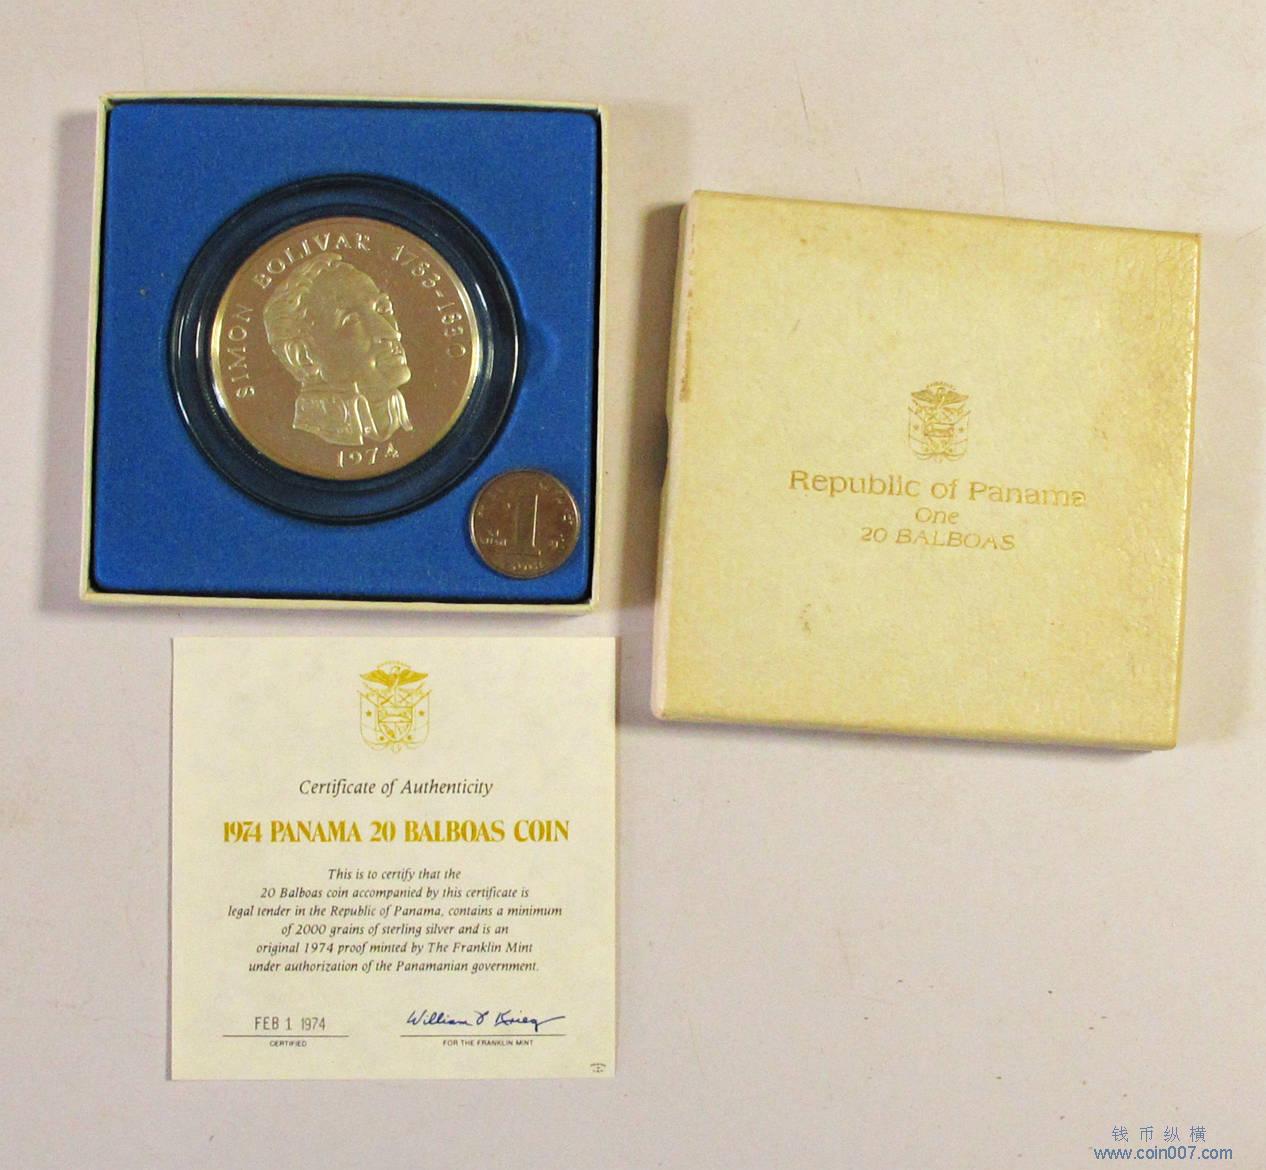 SIMON BOLIVAR 1783-1830
1974
1
Republic of Panama
One
20 BALBOAS
Certificate of Authenticity
1974 PANAMA 20 BALBOAS COIN
This is to certify that the
20 Balboas coin accompanied by this certificate is
legal tender in the Republic of Panama, contains a minimum
of 2000 grains of sterling silver and is an
original 1974 proof minted by The Franklin Mint
under authorization of the Panamanian government.
FEB 1 1974
CERTIFIED
William F Krieg
FOR THE FRANKLIN MINT
钱币纵横
www.coin007.com